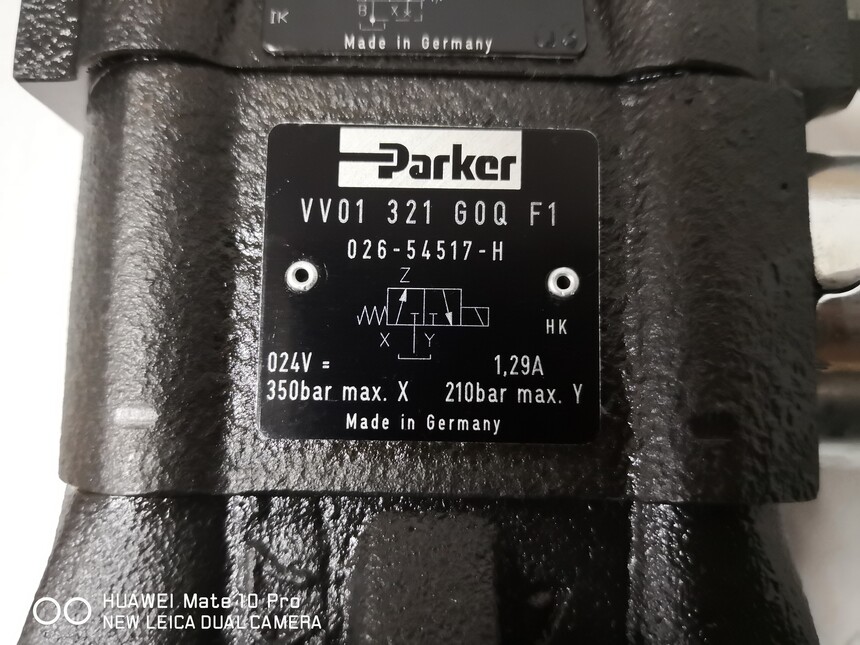 IK
B X
Made in Germany
Parker
VV01 321 G0Q F1
026-54517-H
Z
HK
X Y
024V = 1,29A
350bar max. X 210bar max. Y
Made in Germany
HUAWEI Mate 10 Pro
NEW LEICA DUAL CAMERA